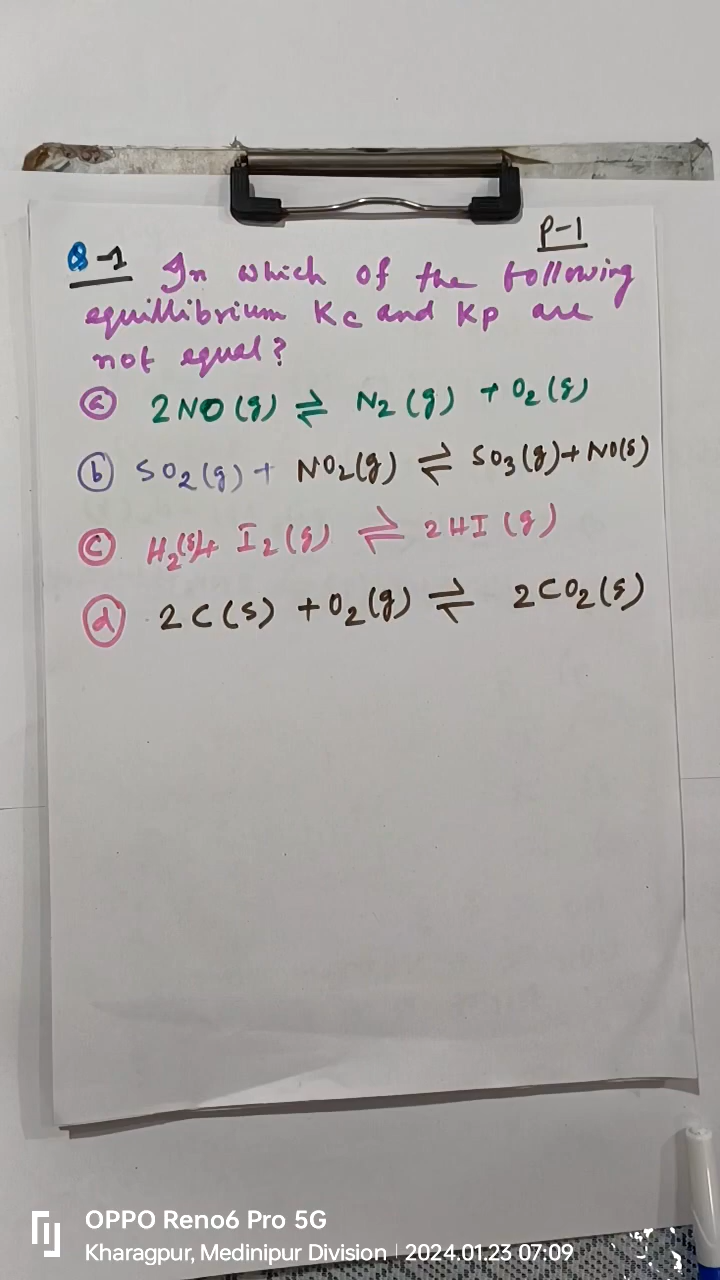 P-1
Q-1 In which of the following
equillibrium Kc and Kp are
not equal?
(a) 2NO(g) ⇌ N₂(g) + O₂(g)
(b) SO₂(g) + NO₂(g) ⇌ SO₃(g) + NO(g)
(c) H₂(g) + I₂(g) ⇌ 2HI(g)
(d) 2C(s) + O₂(g) ⇌ 2CO₂(g)
OPPO Reno6 Pro 5G
Kharagpur, Medinipur Division | 2024.01.23 07:09